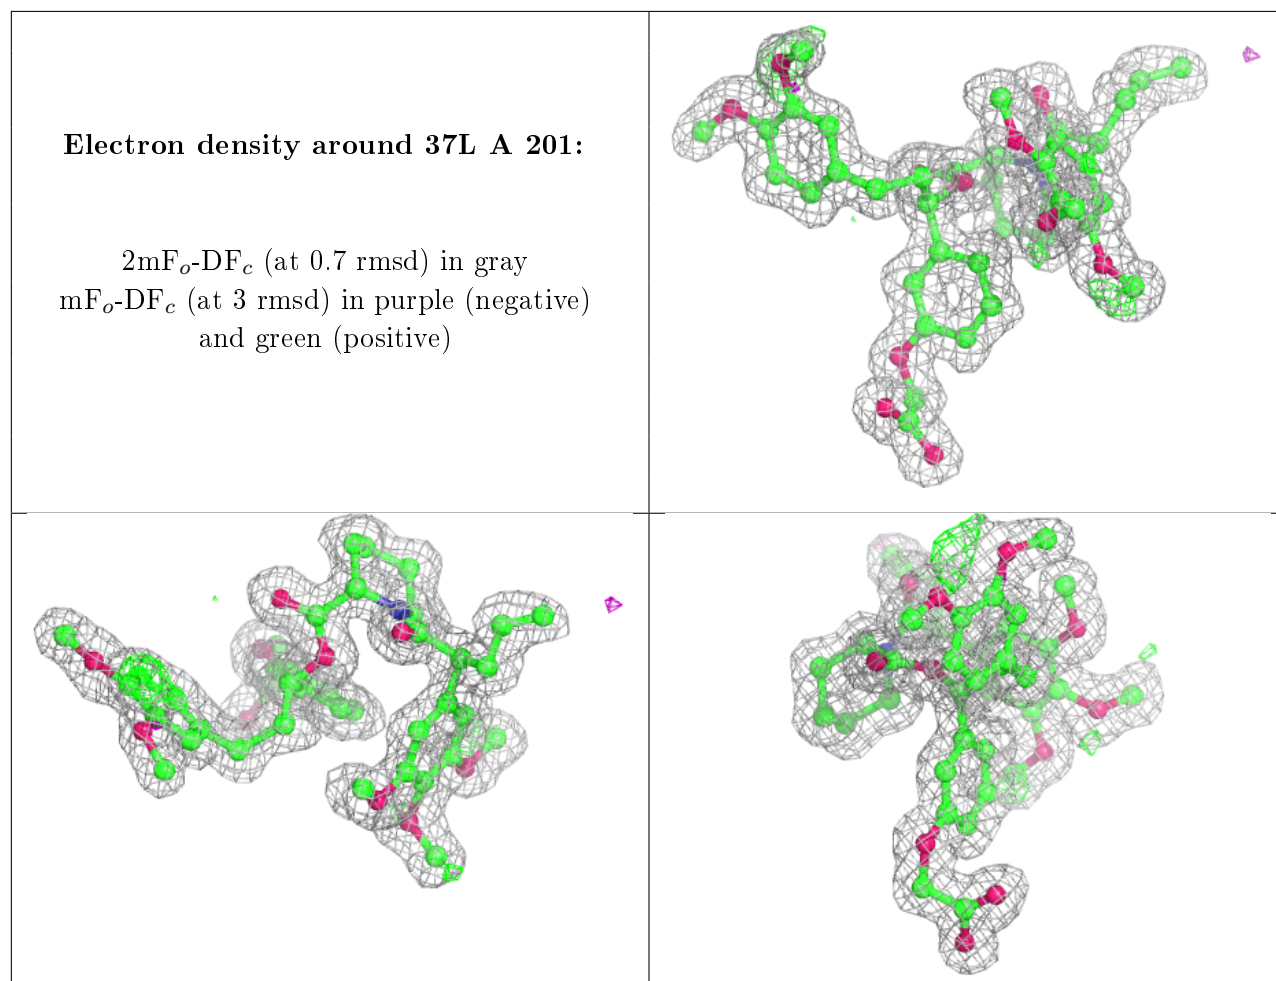 Electron density around 37L A 201:
2mFo-DFc (at 0.7 rmsd) in gray
mFo-DFc (at 3 rmsd) in purple (negative)
and green (positive)